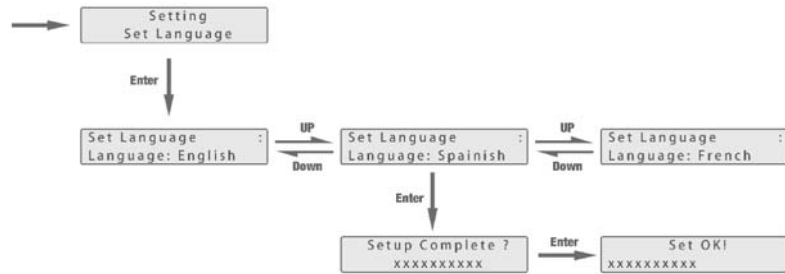 Setting
Set Language
Enter
Set Language :
Language: English
UP
Down
Set Language :
Language: Spainish
UP
Down
Set Language :
Language: French
Enter
Setup Complete ?
xxxxxxxxxx
Enter
Set OK!
xxxxxxxxxx